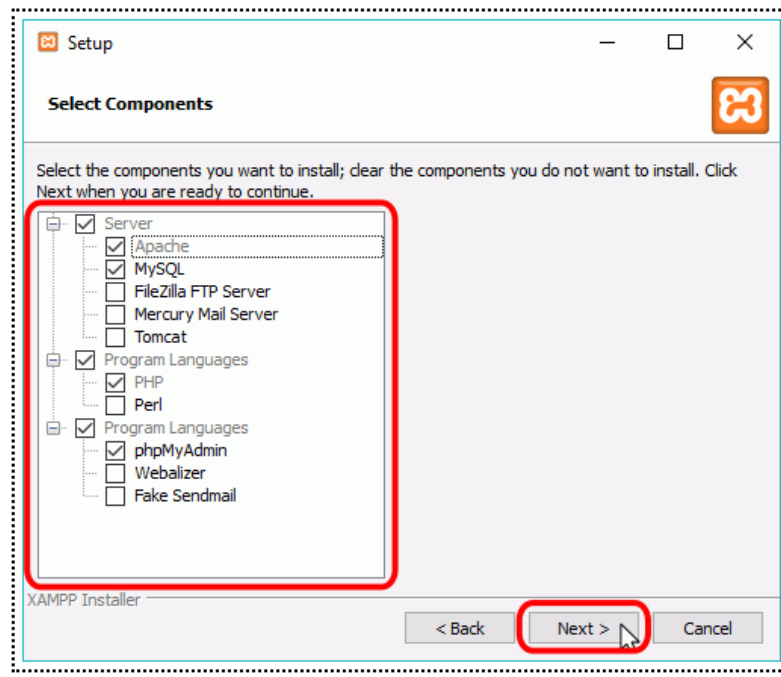 Setup
Select Components
Select the components you want to install; clear the components you do not want to install. Click
Next when you are ready to continue.
Server
Apache
MySQL
FileZilla FTP Server
Mercury Mail Server
Tomcat
Program Languages
PHP
Perl
Program Languages
phpMyAdmin
Webalizer
Fake Sendmail
XAMPP Installer
< Back Next > Cancel